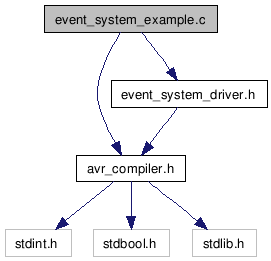 event_system_example.c
event_system_driver.h
avr_compiler.h
stdint.h
stdbool.h
stdlib.h